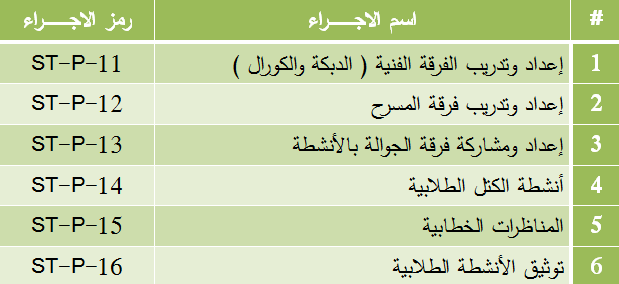 # اسم الاجـــــراء رمز الاجـــــراء
1 إعداد وتدريب الفرقة الفنية ( الدبكة والكورال ) ST-P-11
2 إعداد وتدريب فرقة المسرح ST-P-12
3 إعداد ومشاركة فرقة الجوالة بالأنشطة ST-P-13
4 أنشطة الكتل الطلابية ST-P-14
5 المناظرات الخطابية ST-P-15
6 توثيق الأنشطة الطلابية ST-P-16